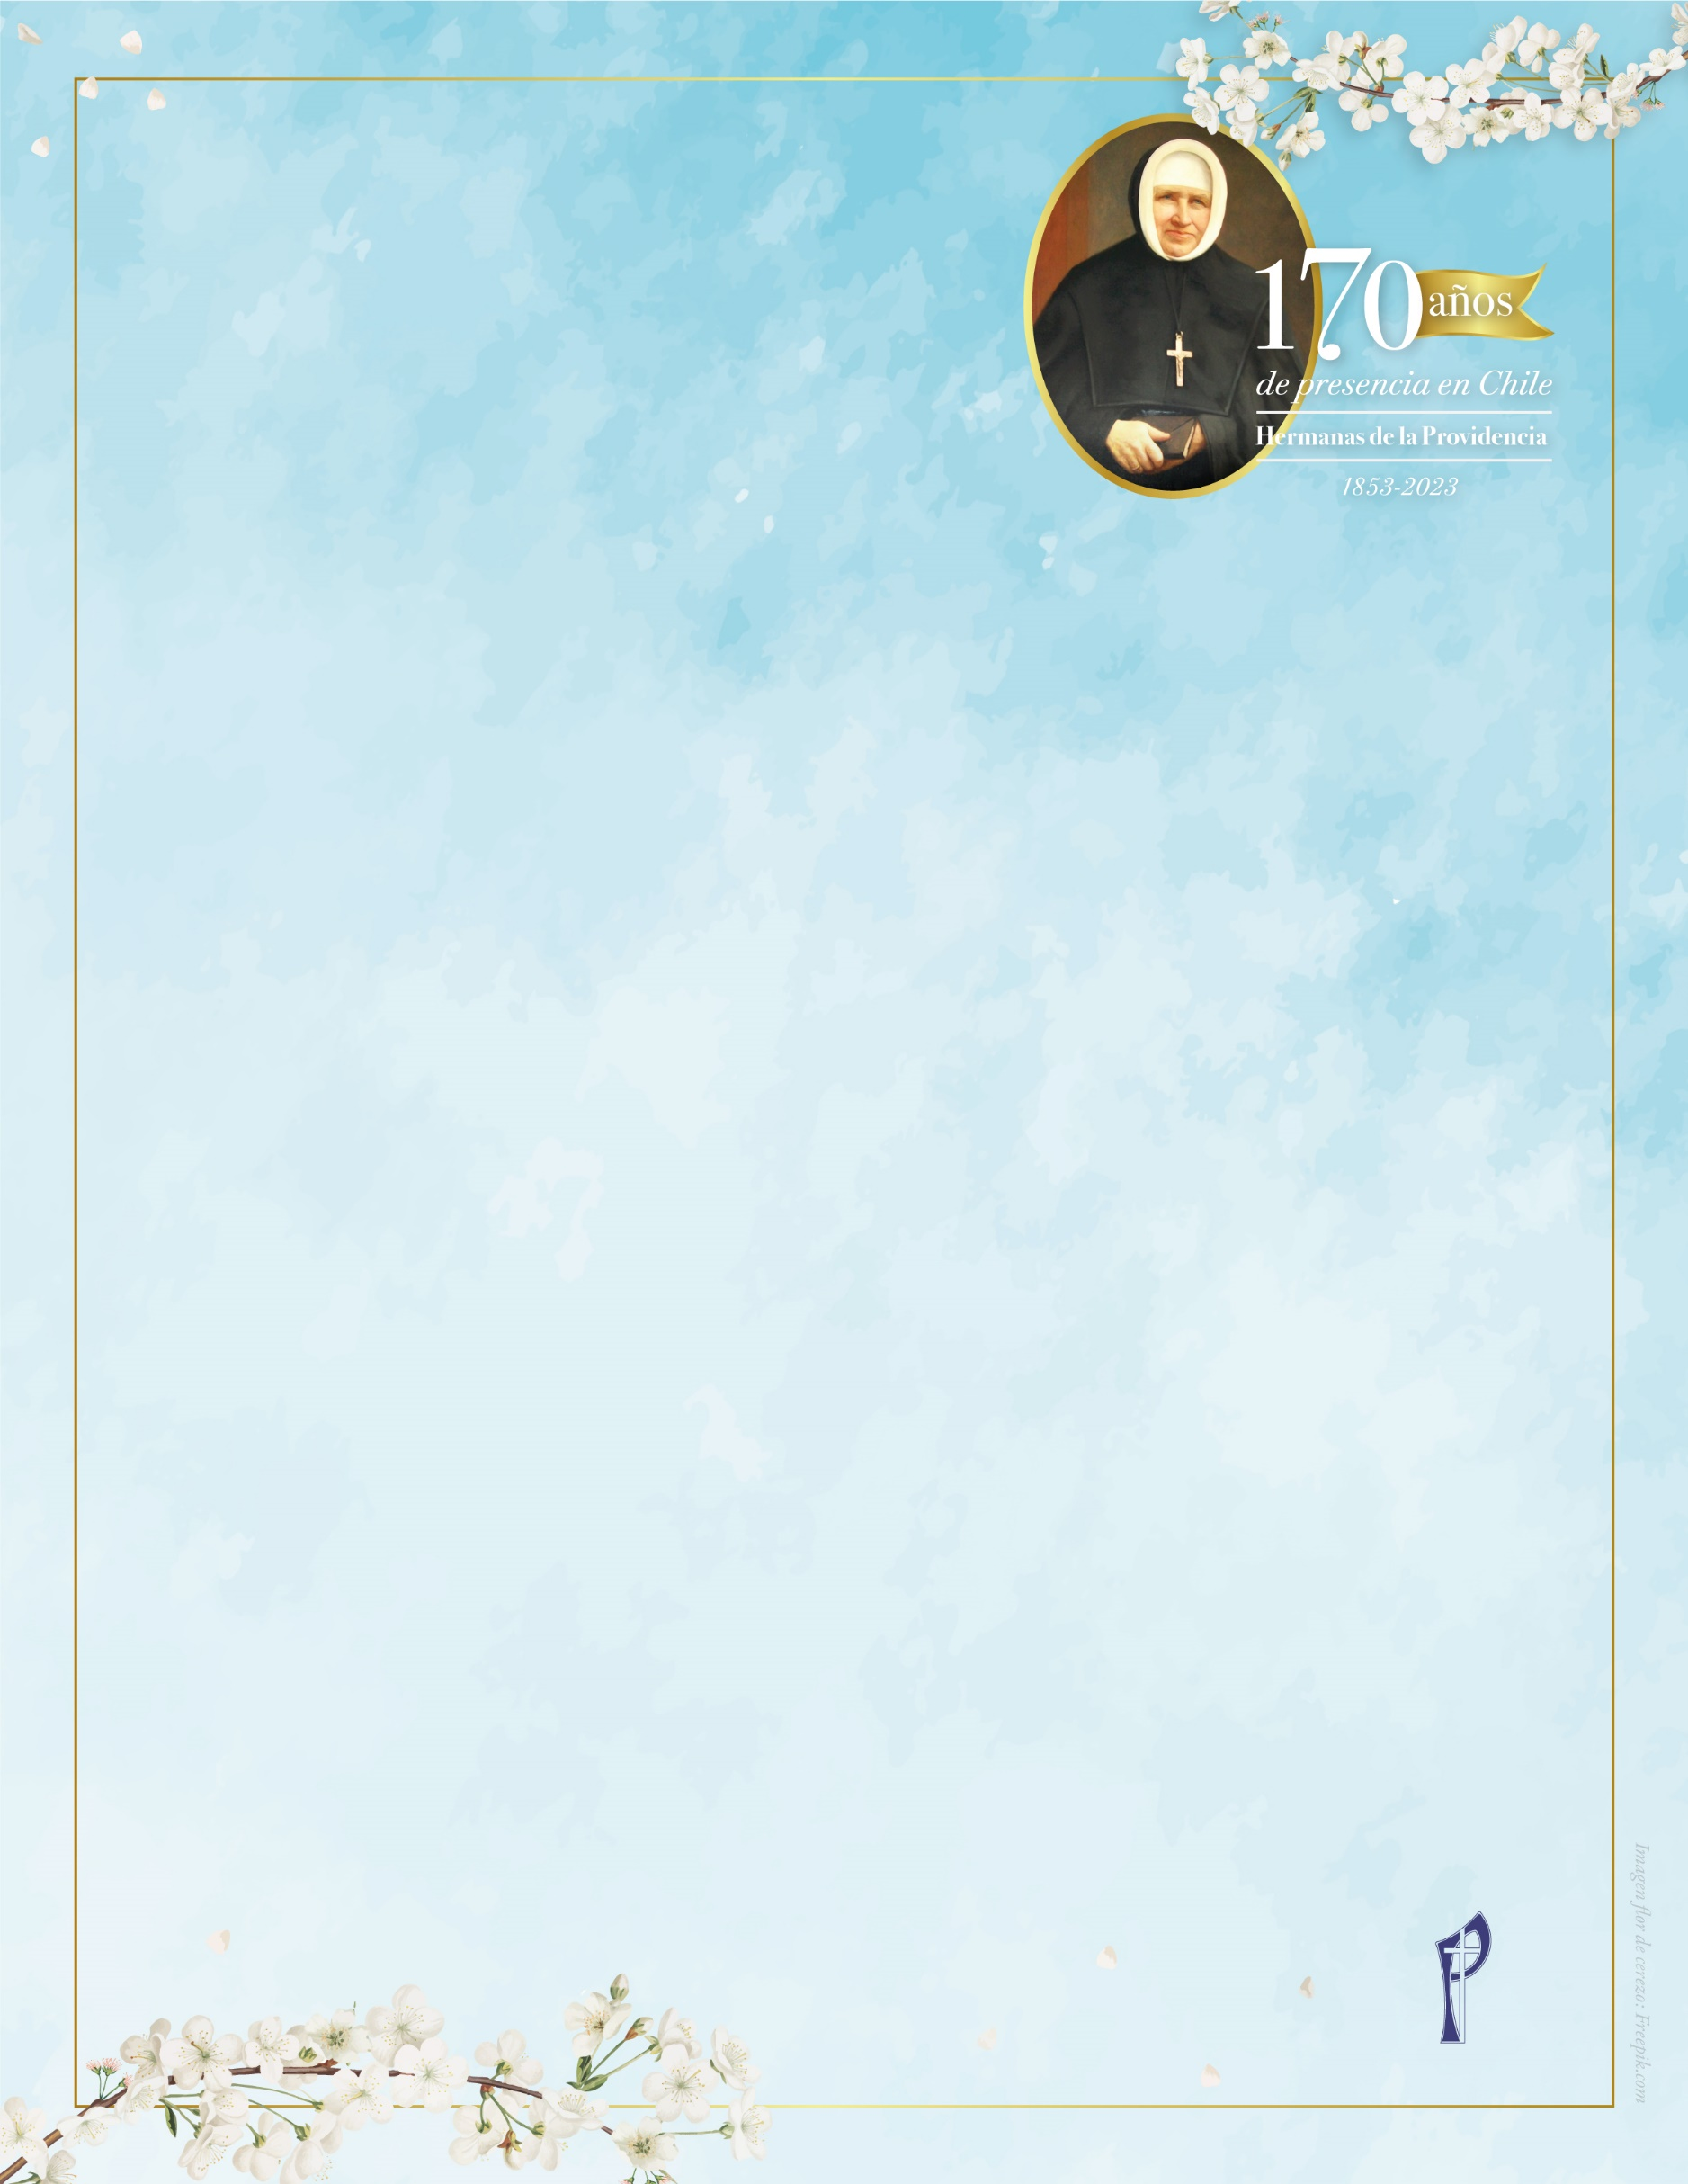 170 años
de presencia en Chile
Hermanas de la Providencia
1853-2023
Imagen flor de cerezo: Freepik.com